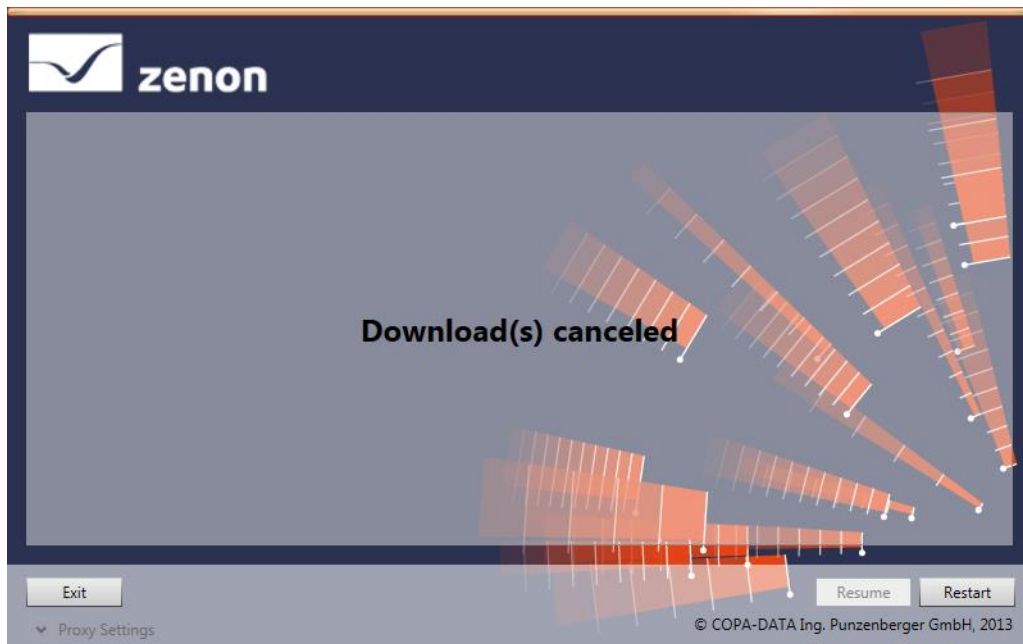 zenon
Download(s) canceled
Exit
Resume
Restart
Proxy Settings
© COPA-DATA Ing. Punzenberger GmbH, 2013